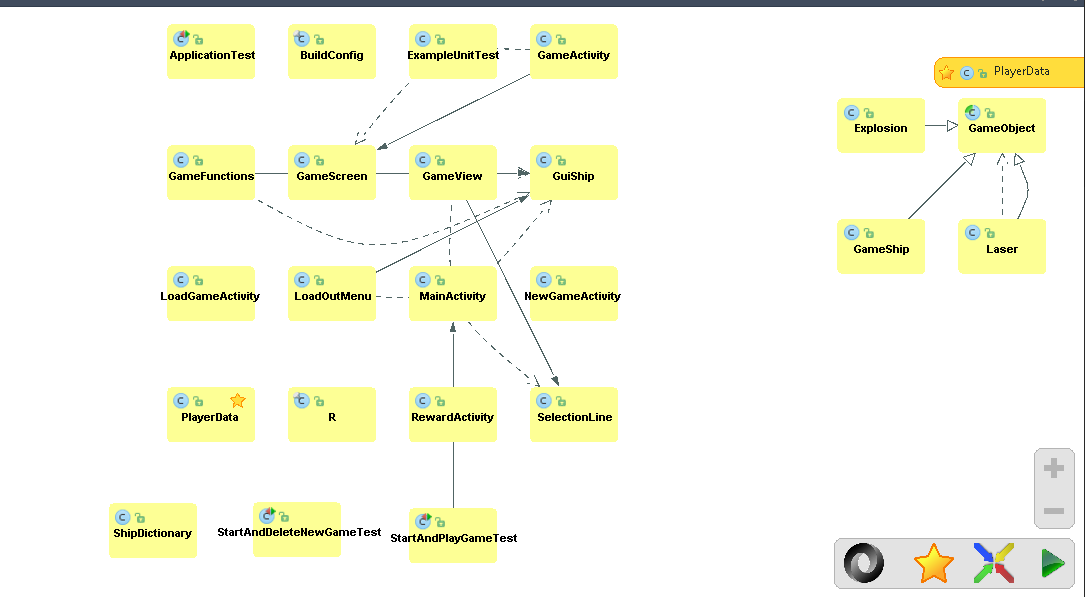 ApplicationTest
BuildConfig
ExampleUnitTest
GameActivity
PlayerData
Explosion
GameObject
GameFunctions
GameScreen
GameView
GuiShip
GameShip
Laser
LoadGameActivity
LoadOutMenu
MainActivity
NewGameActivity
PlayerData
R
RewardActivity
SelectionLine
ShipDictionary
StartAndDeleteNewGameTest
StartAndPlayGameTest